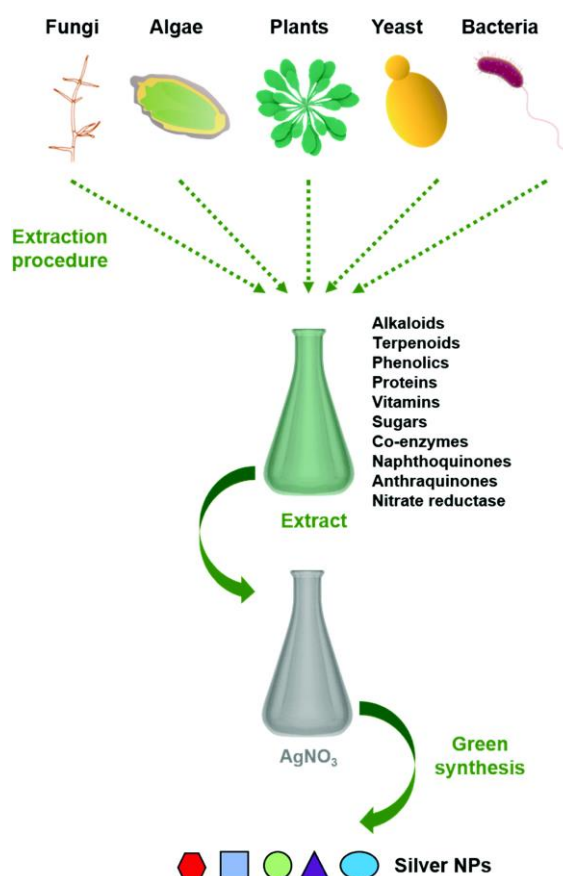 Fungi Algae Plants Yeast Bacteria
Extraction
procedure
Alkaloids
Terpenoids
Phenolics
Proteins
Vitamins
Sugars
Co-enzymes
Naphthoquinones
Anthraquinones
Nitrate reductase
Extract
AgNO₃
Green
synthesis
Silver NPs